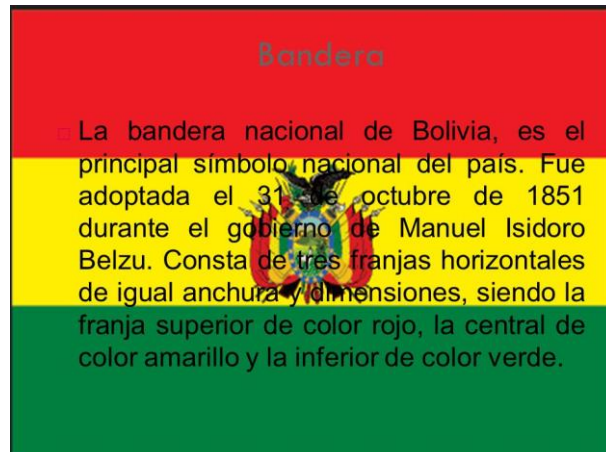 Bandera
La bandera nacional de Bolivia, es el
principal símbolo nacional del país. Fue
adoptada el 31 de octubre de 1851
durante el gobierno de Manuel Isidoro
Belzu. Consta de tres franjas horizontales
de igual anchura y dimensiones, siendo la
franja superior de color rojo, la central de
color amarillo y la inferior de color verde.